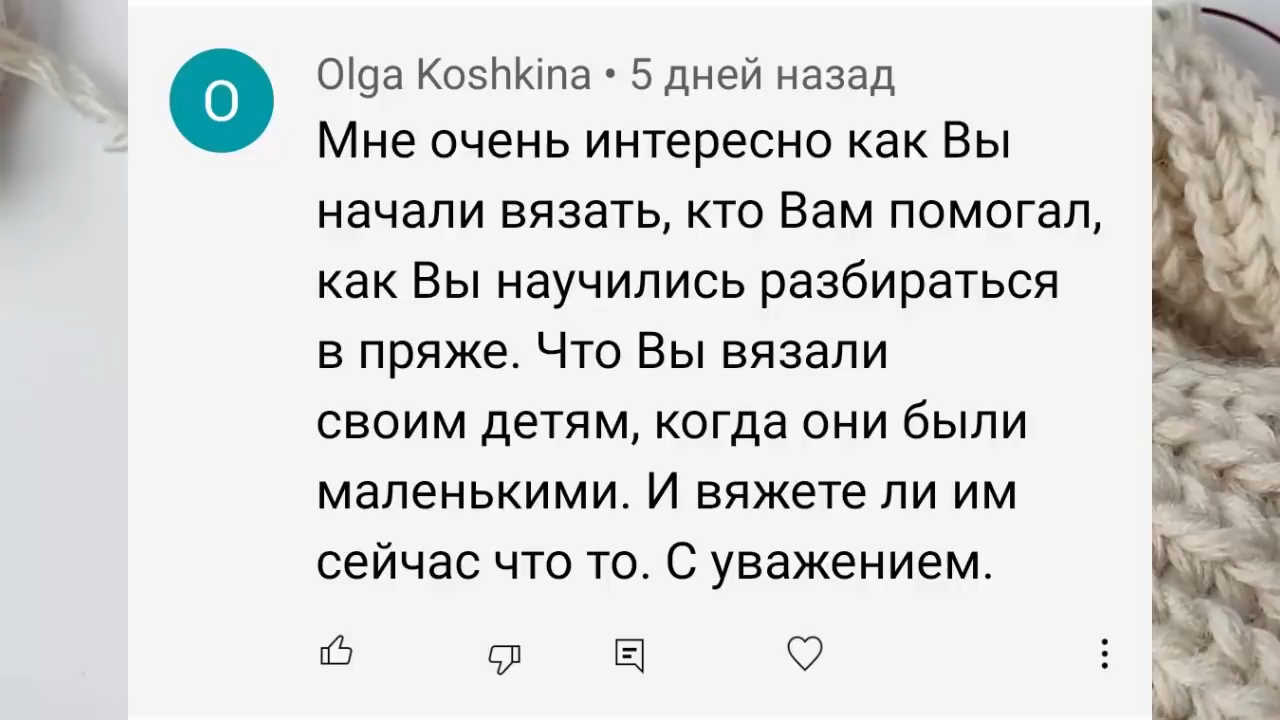 O
Olga Koshkina • 5 дней назад
Мне очень интересно как Вы
начали вязать, кто Вам помогал,
как Вы научились разбираться
в пряже. Что Вы вязали
своим детям, когда они были
маленькими. И вяжете ли им
сейчас что то. С уважением.